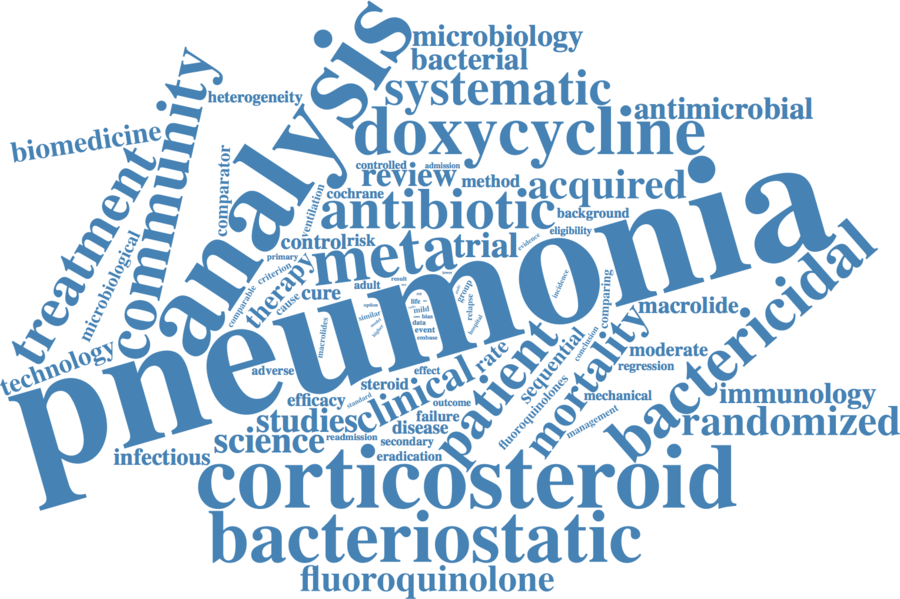 microbiology
bacterial
heterogeneity
systematic
antimicrobial
analysis
doxycycline
biomedicine
community
treatment
comparator
controlled
admission
review
method
acquired
cochrane
ventilation
antibiotic
background
eligibility
microbiological
control
risk
meta
trial
evidence
primary
criterion
therapy
comparable
cause
cure
adult
result
pneumonia
incidence
comparing
group
relapse
hospital
life
mild
bias
data
event
embase
option
similar
higher
macrolides
macrolide
bactericidal
mortality
moderate
regression
conclusion
sequential
technology
adverse
effect
rate
patient
steroid
clinical
efficacy
standard
outcome
fluoroquinolones
mechanical
management
immunology
randomized
studies
failure
disease
science
readmission
secondary
infectious
eradication
corticosteroid
bacteriostatic
fluoroquinolone